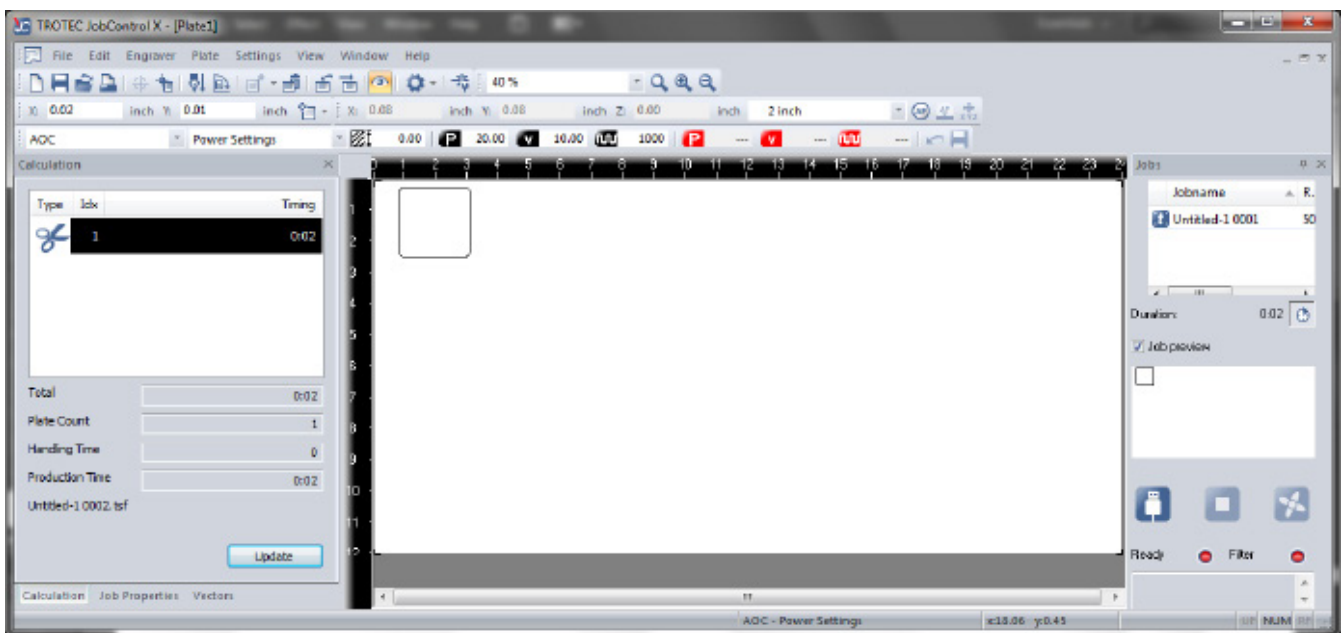 TROTEC JobControl X - [Plate1]
File Edit Engraver Plate Settings View Window Help
40 %
X: 0.02 inch Y: 0.01 inch X: 0.08 inch Y: 0.08 inch Z: 0.00 inch 2 inch
AOC Power Settings 0.00 P 20.00 v 10.00 1000 P --- v --- ---
Calculation
0 1 2 3 4 5 6 7 8 9 10 11 12 13 14 15 16 17 18 19 20 21 22 23 2
Jobs
Type Idx Timing
1 0:02
Jobname R.
Untitled-1 0001 50
1
2
3
4
5
6
7
8
9
10
11
12
Duration: 0:02
Job preview
Total 0:02
Plate Count 1
Handling Time 0
Production Time 0:02
Untitled-1 0002.tsf
Update
Ready Filter
Calculation Job Properties Vectors
AOC - Power Settings x:18.06 y:0.45 NUM